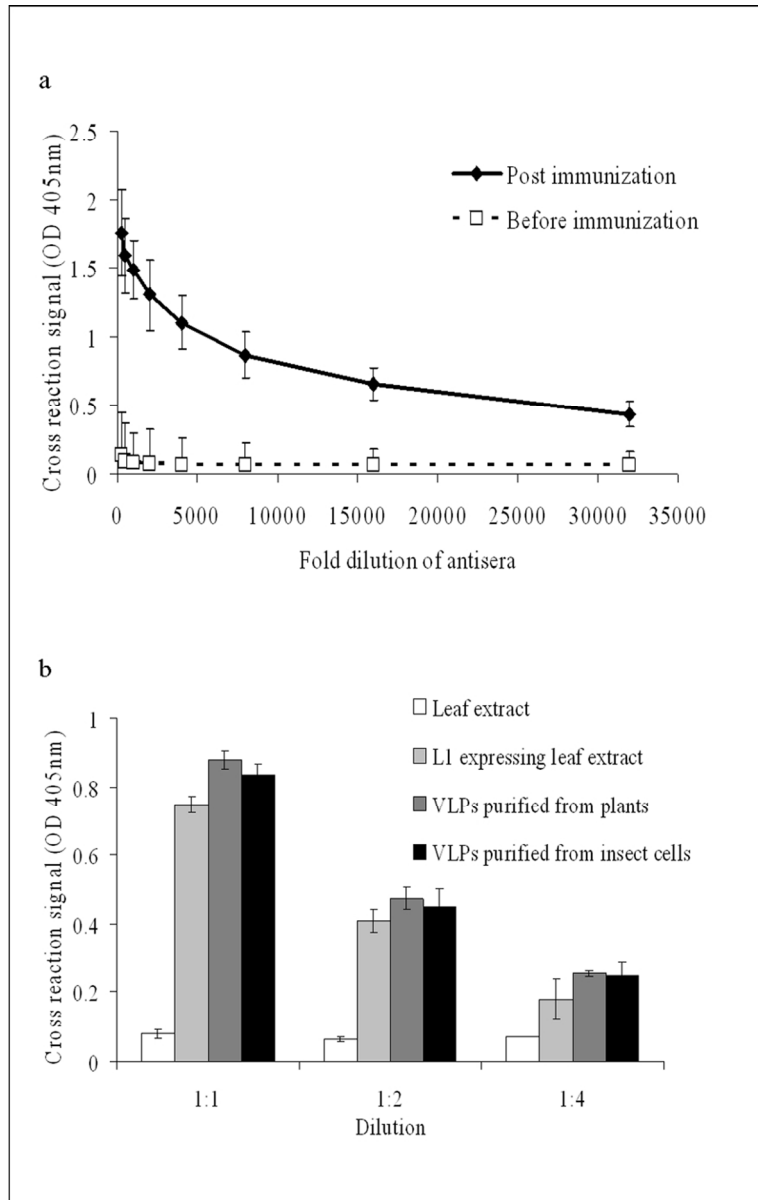 a
2.5
2
1.5
1
0.5
0
Cross reaction signal (OD 405nm)
Post immunization
Before immunization
0 5000 10000 15000 20000 25000 30000 35000
Fold dilution of antisera
b
1
0.8
0.6
0.4
0.2
0
Cross reaction signal (OD 405nm)
Leaf extract
L1 expressing leaf extract
VLPs purified from plants
VLPs purified from insect cells
1:1 1:2 1:4
Dilution